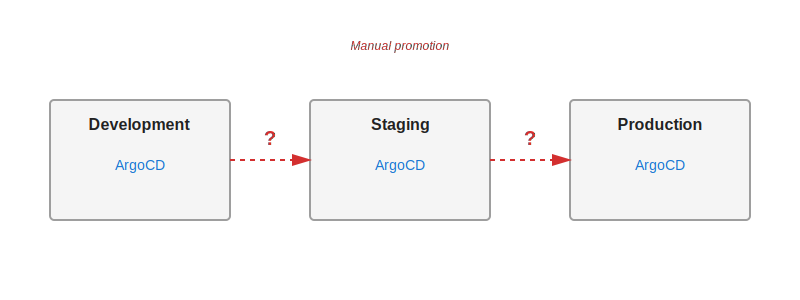 Manual promotion
Development
ArgoCD
?
Staging
ArgoCD
?
Production
ArgoCD